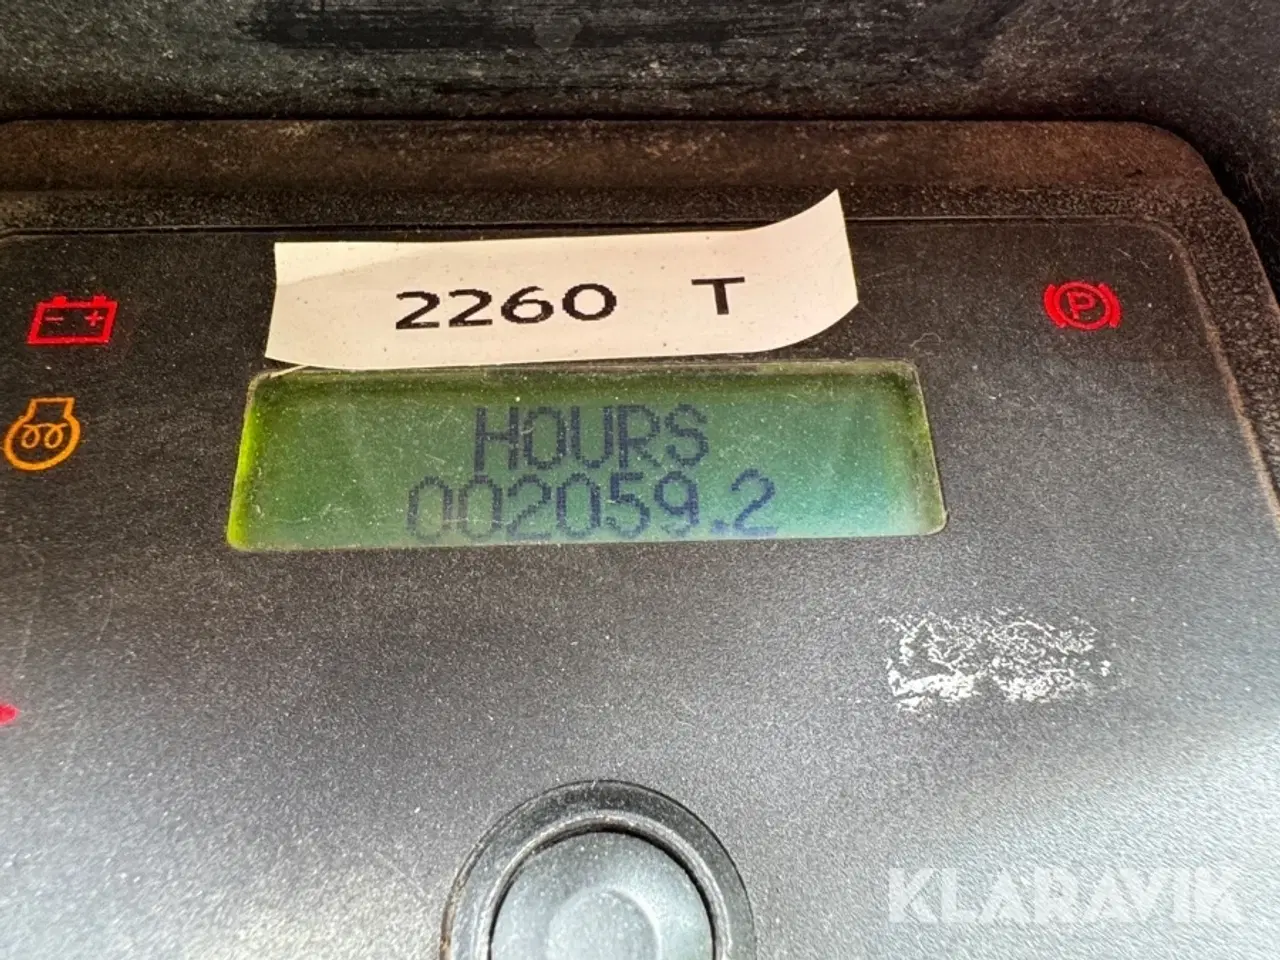 2260 T
HOURS
002059.2
P
KLARAVIK